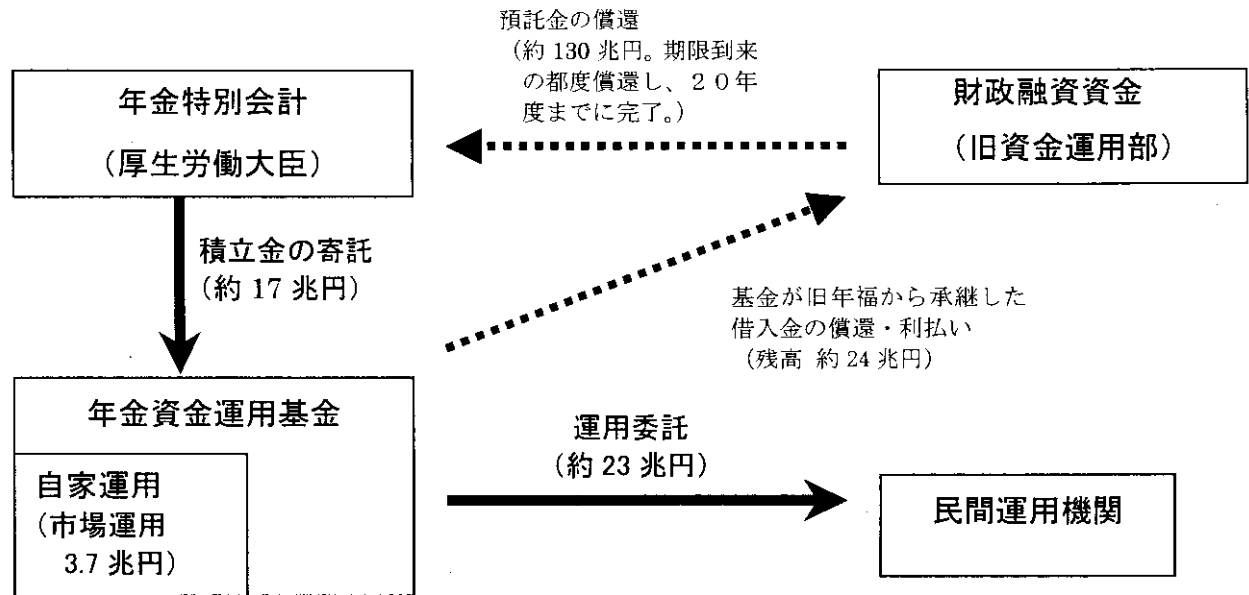 預託金の償還
(約 130 兆円。期限到来
の都度償還し、20年
度までに完了。)
年金特別会計
(厚生労働大臣)
財政融資資金
(旧資金運用部)
積立金の寄託
(約 17 兆円)
基金が旧年福から承継した
借入金の償還・利払い
(残高 約 24 兆円)
年金資金運用基金
自家運用
(市場運用
3.7 兆円)
運用委託
(約 23 兆円)
民間運用機関